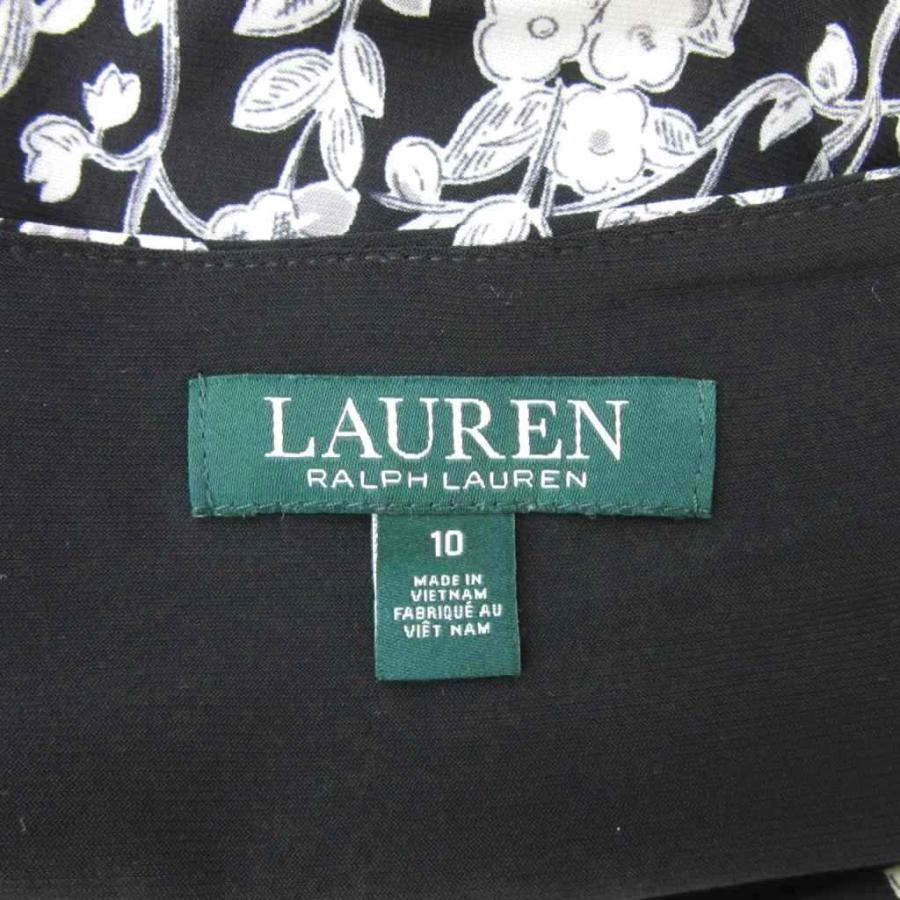 LAUREN
RALPH LAUREN
10
MADE IN
VIETNAM
FABRIQUÉ AU
VIÊT NAM